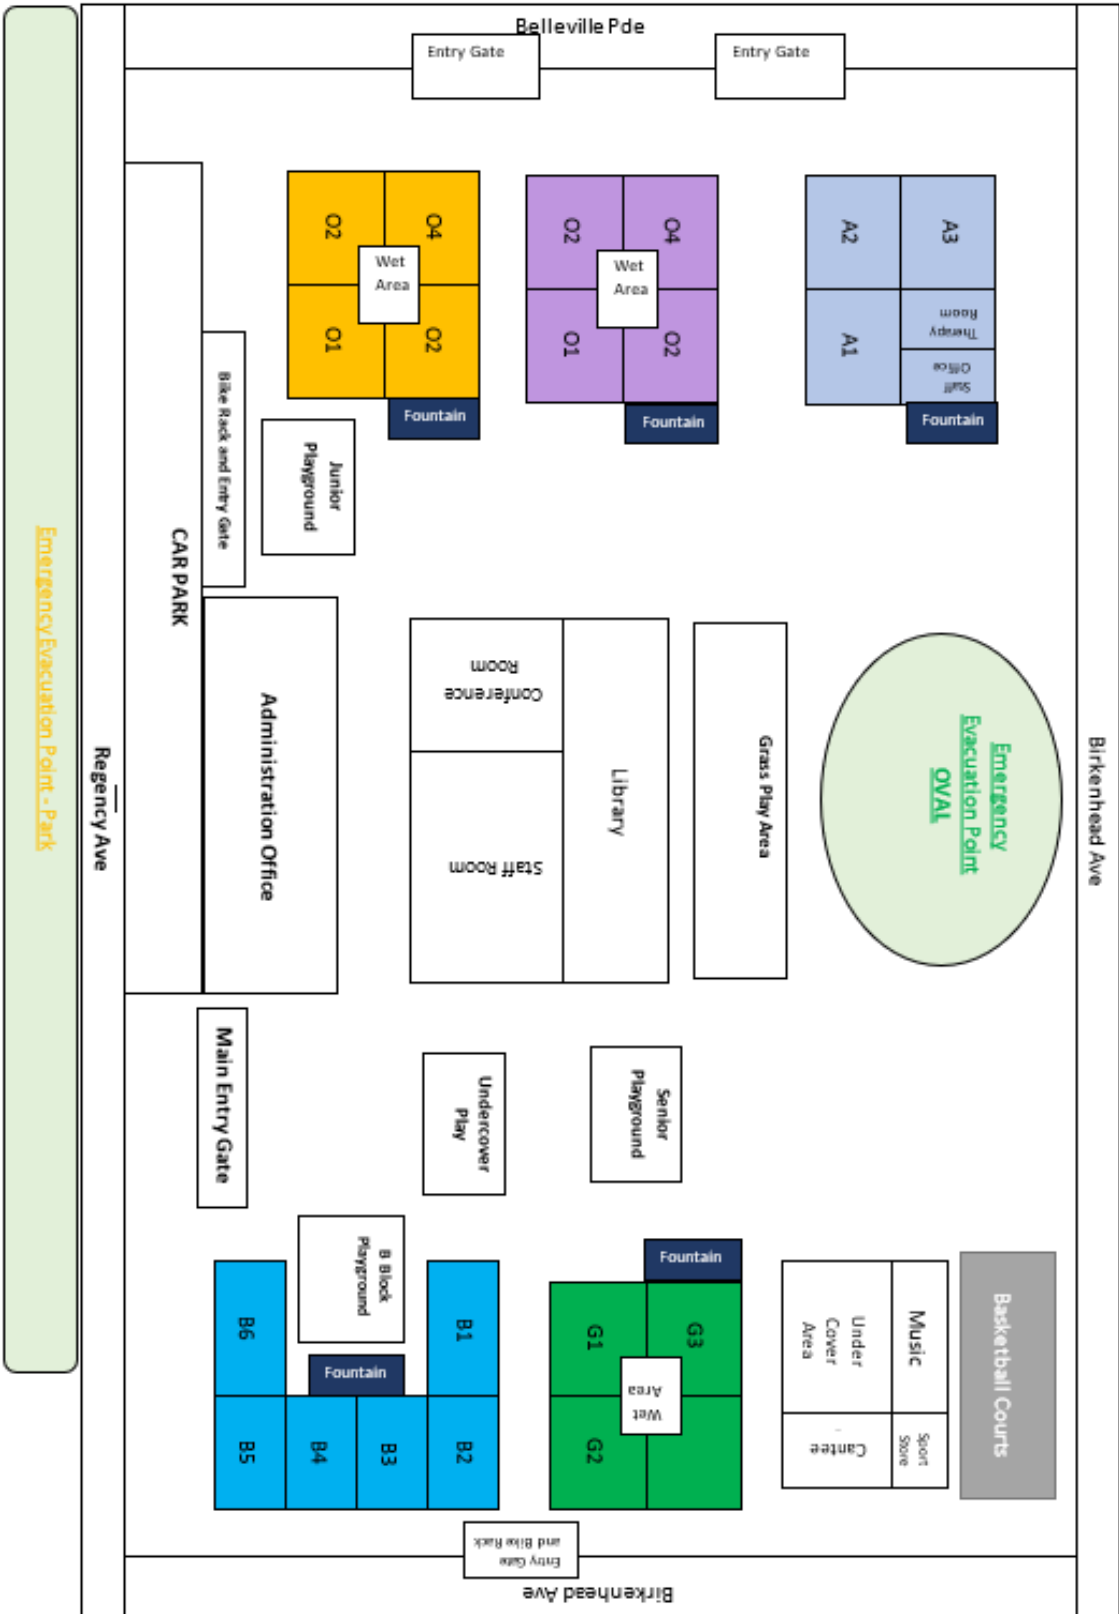 Belleville Pde
Entry Gate
Entry Gate
O2
O4
Wet
Area
O1
O2
Fountain
O2
O4
Wet
Area
O1
O2
Fountain
A2
A3
A1
Therapy
Room
Staff
Office
Fountain
Bike Rack and Entry Gate
CAR PARK
Junior
Playground
Emergency Evacuation Point - Park
Regency Ave
Administration Office
Conference
Room
Staff Room
Library
Grass Play Area
Emergency
Evacuation Point
OVAL
Birkenhead Ave
Main Entry Gate
Undercover
Play
Senior
Playground
B Block
Playground
Fountain
B6
B1
B5
B4
B3
B2
Fountain
G1
G3
Wet
Area
G2
Under
Cover
Area
Music
Cantee
Sport
Store
Basketball Courts
Entry Gate
and Bike Rack
Birkenhead Ave